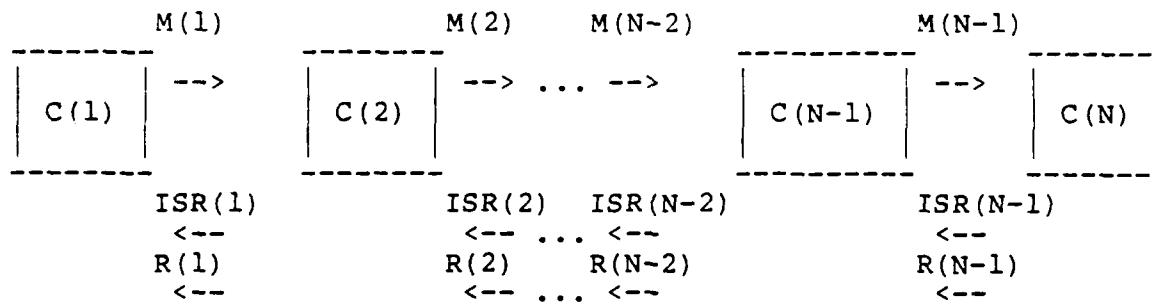 M(1) M(2) M(N-2) M(N-1)
--> --> ... --> -->
C(1) C(2) C(N-1) C(N)
ISR(1) ISR(2) ISR(N-2) ISR(N-1)
<-- <-- ... <-- <--
R(1) R(2) R(N-2) R(N-1)
<-- <-- ... <-- <--